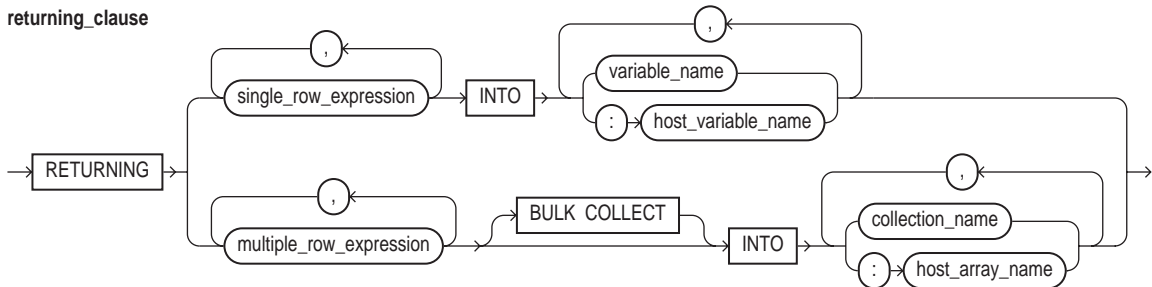 returning_clause
, ,
single_row_expression INTO variable_name
: host_variable_name
RETURNING
, ,
multiple_row_expression BULK COLLECT INTO collection_name
: host_array_name